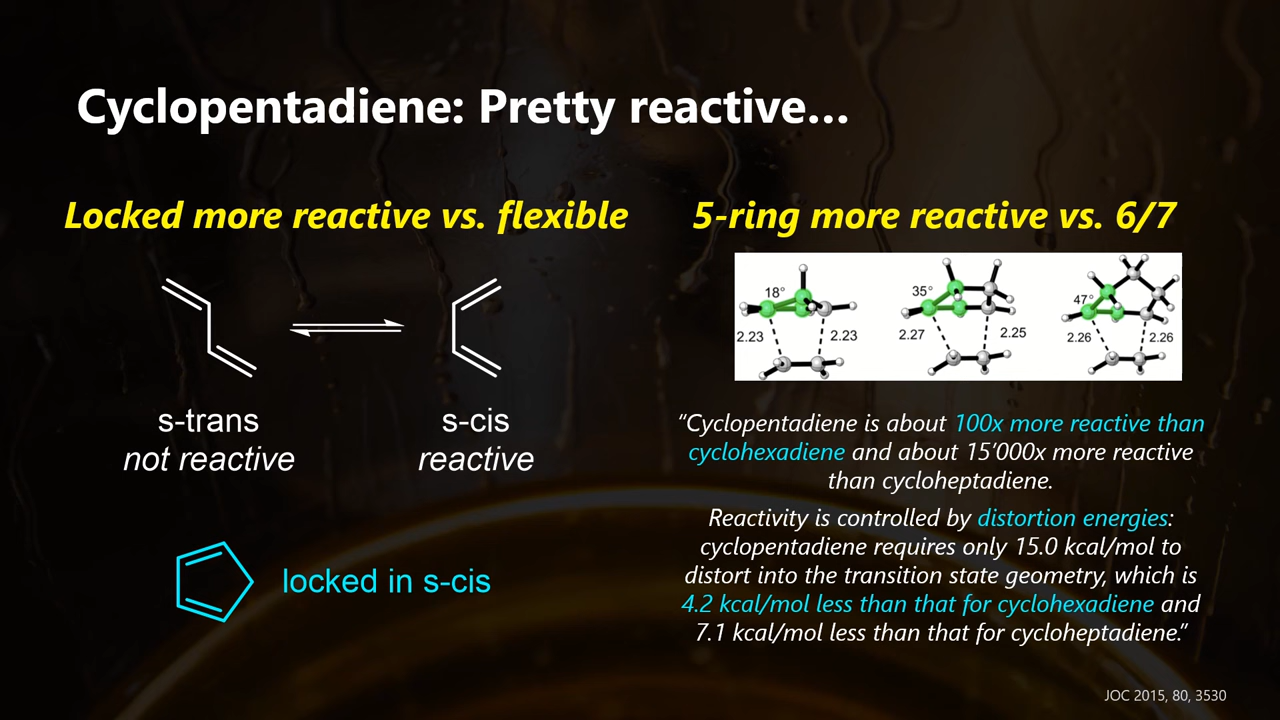 Cyclopentadiene: Pretty reactive...
Locked more reactive vs. flexible
s-trans
not reactive
s-cis
reactive
locked in s-cis
5-ring more reactive vs. 6/7
18°
2.23
2.23
35°
2.27
2.25
47°
2.26
2.26
“Cyclopentadiene is about 100x more reactive than
cyclohexadiene and about 15’000x more reactive
than cycloheptadiene.
Reactivity is controlled by distortion energies:
cyclopentadiene requires only 15.0 kcal/mol to
distort into the transition state geometry, which is
4.2 kcal/mol less than that for cyclohexadiene and
7.1 kcal/mol less than that for cycloheptadiene.”
JOC 2015, 80, 3530